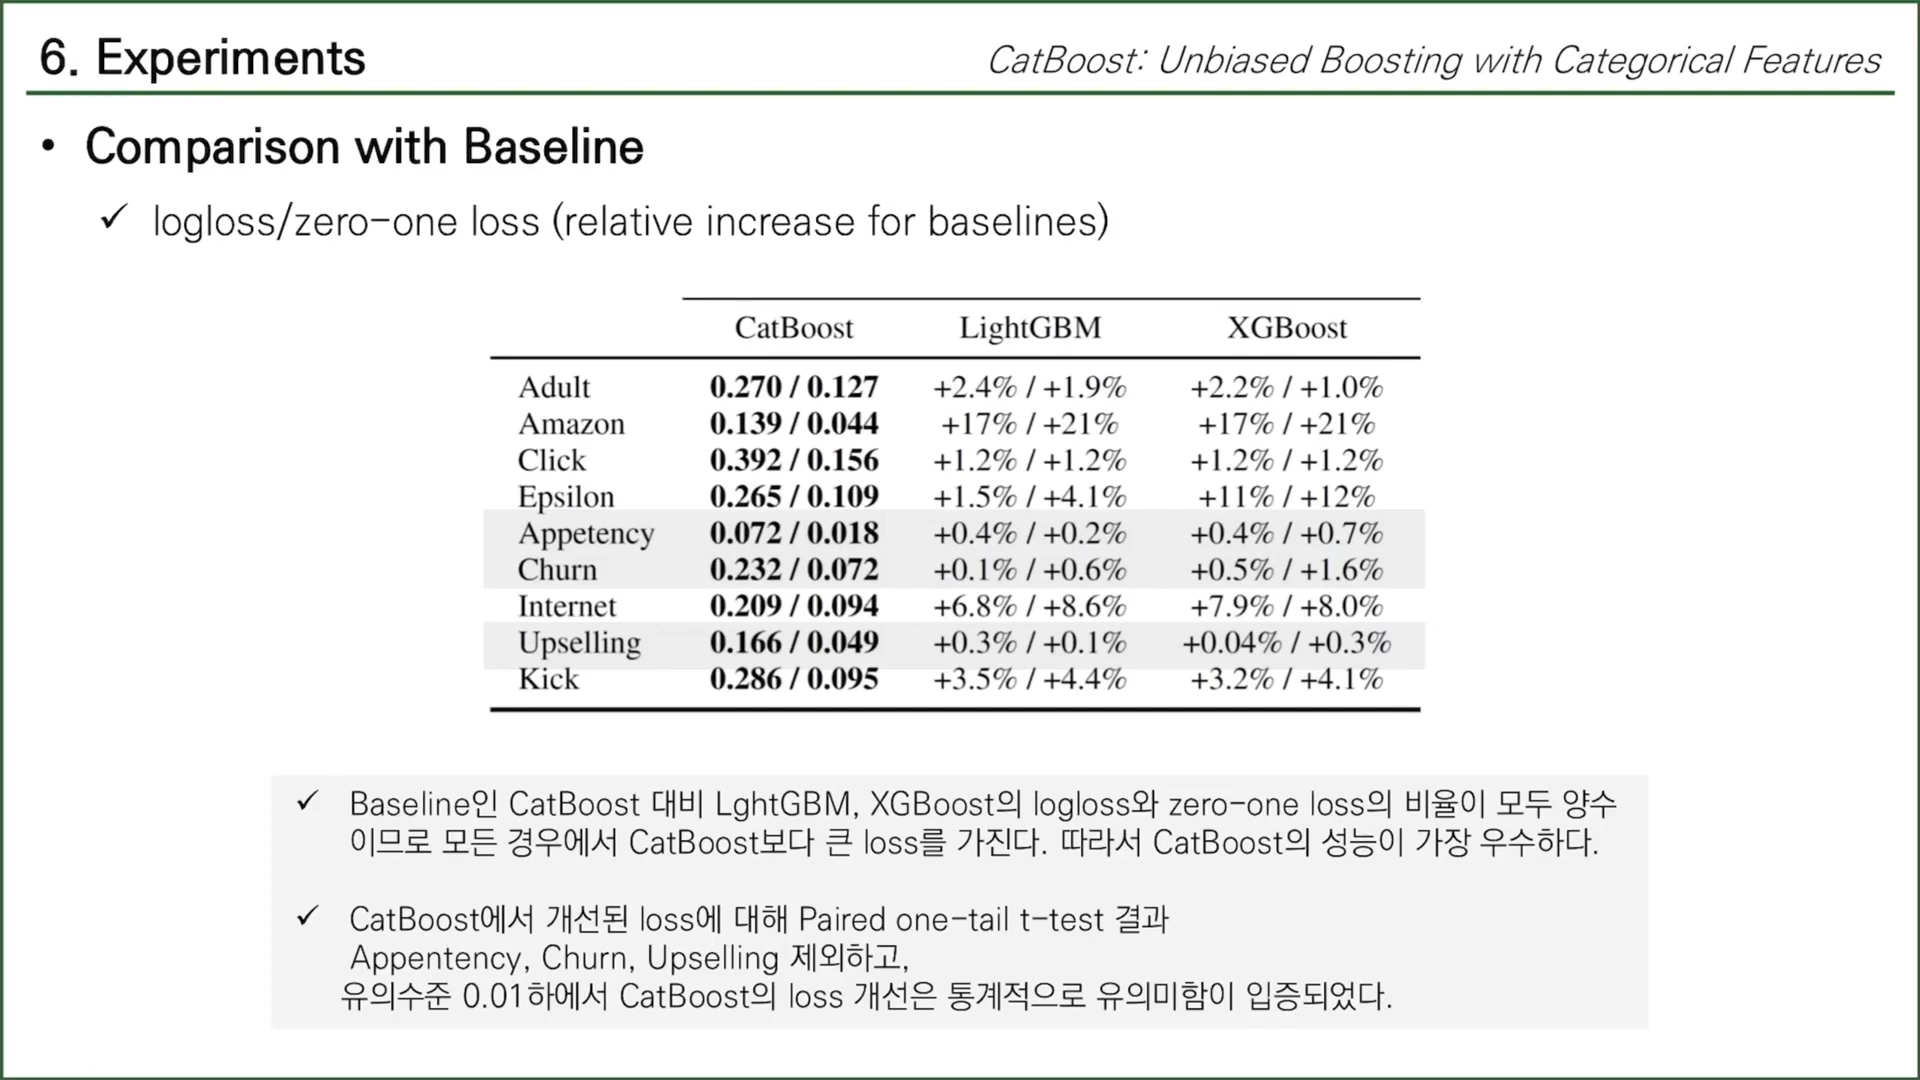 6. Experiments
CatBoost: Unbiased Boosting with Categorical Features
• Comparison with Baseline
✓ logloss/zero-one loss (relative increase for baselines)
CatBoost LightGBM XGBoost
Adult 0.270 / 0.127 +2.4% / +1.9% +2.2% / +1.0%
Amazon 0.139 / 0.044 +17% / +21% +17% / +21%
Click 0.392 / 0.156 +1.2% / +1.2% +1.2% / +1.2%
Epsilon 0.265 / 0.109 +1.5% / +4.1% +11% / +12%
Appetency 0.072 / 0.018 +0.4% / +0.2% +0.4% / +0.7%
Churn 0.232 / 0.072 +0.1% / +0.6% +0.5% / +1.6%
Internet 0.209 / 0.094 +6.8% / +8.6% +7.9% / +8.0%
Upselling 0.166 / 0.049 +0.3% / +0.1% +0.04% / +0.3%
Kick 0.286 / 0.095 +3.5% / +4.4% +3.2% / +4.1%
✓ Baseline인 CatBoost 대비 LghtGBM, XGBoost의 logloss와 zero-one loss의 비율이 모두 양수
이므로 모든 경우에서 CatBoost보다 큰 loss를 가진다. 따라서 CatBoost의 성능이 가장 우수하다.
✓ CatBoost에서 개선된 loss에 대해 Paired one-tail t-test 결과
Appentency, Churn, Upselling 제외하고,
유의수준 0.01하에서 CatBoost의 loss 개선은 통계적으로 유의미함이 입증되었다.